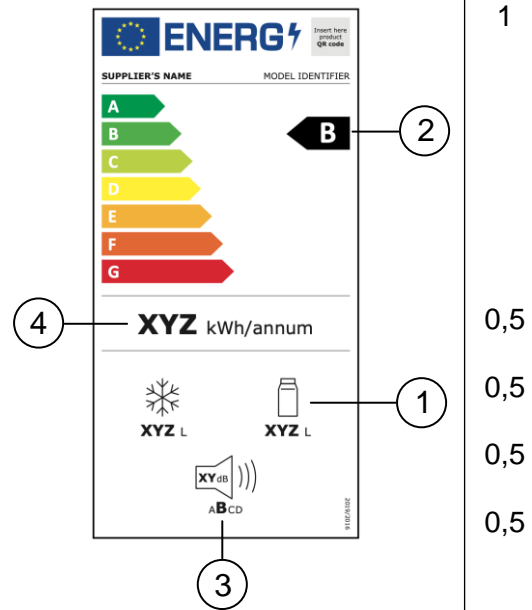 1
ENERG
Insert here
product
QR code
SUPPLIER'S NAME
MODEL IDENTIFIER
A
B
C
D
E
F
G
B
2
4
XYZ kWh/annum
XYZ L
XYZ L
1
XYdB
ABCD
2019/2016
3
0,5
0,5
0,5
0,5